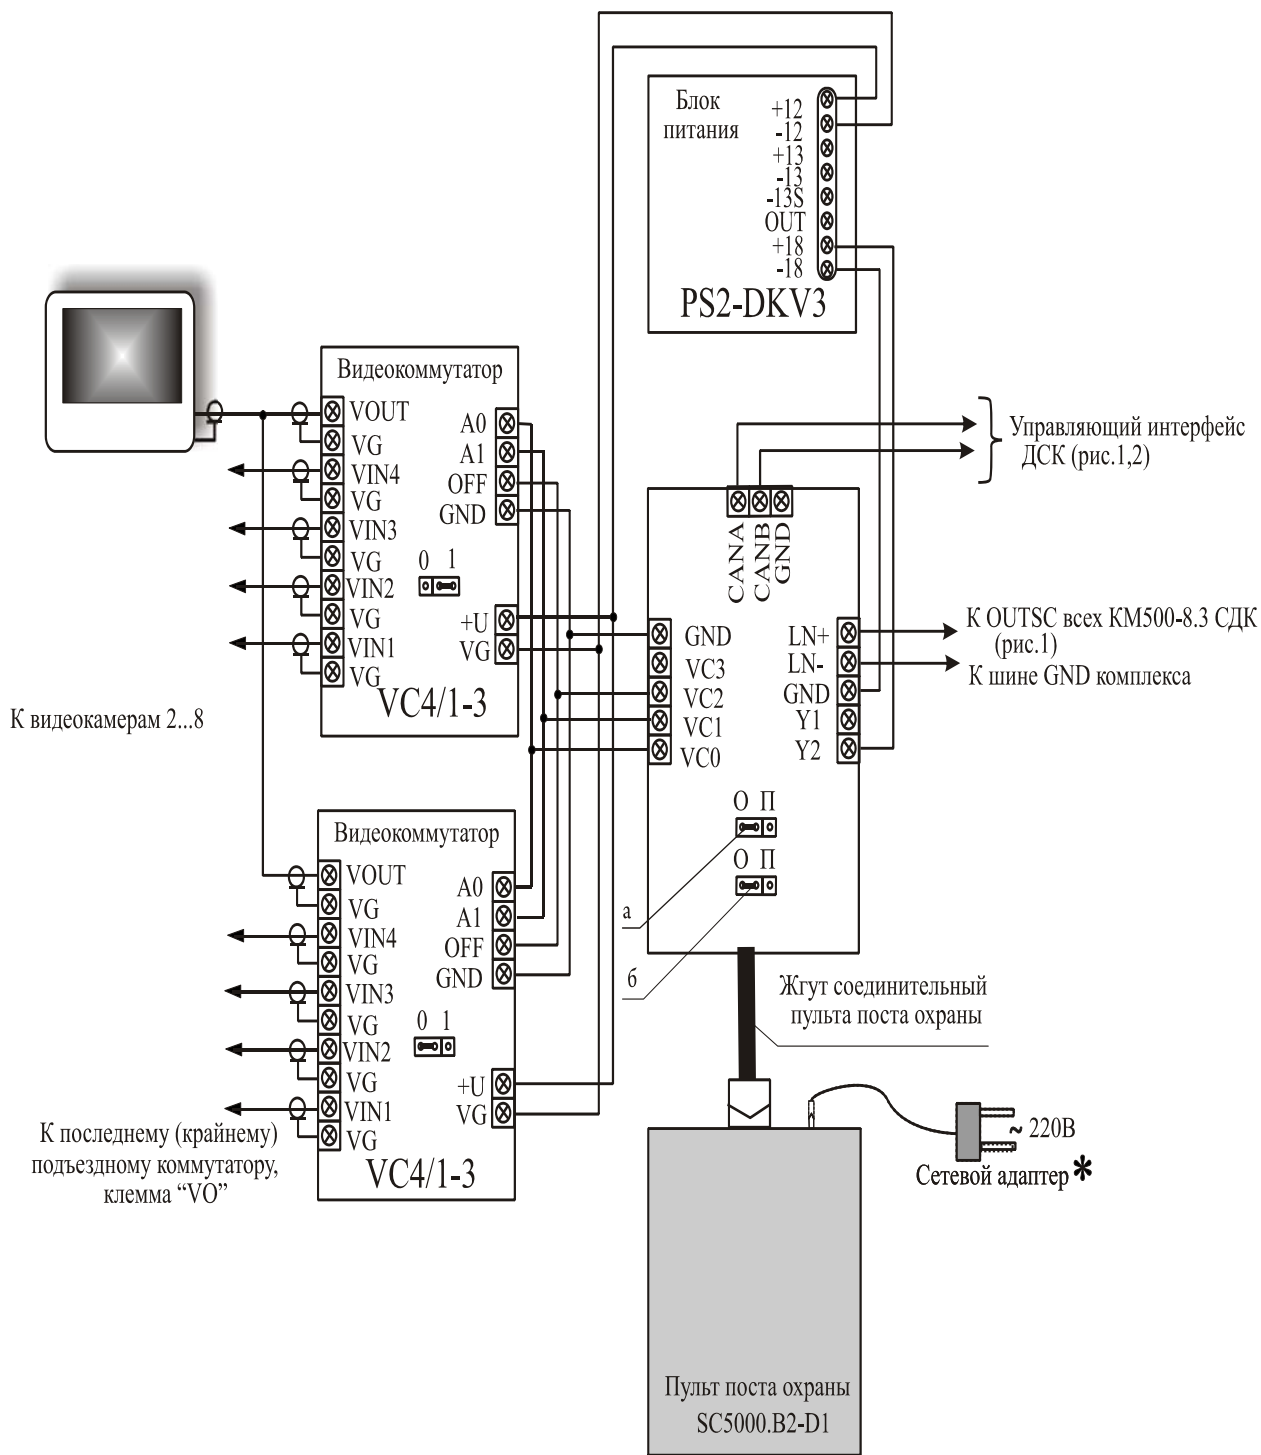 Блок
питания
+12
-12
+13
-13
-13S
OUT
+18
-18
PS2-DKV3
Видеокоммутатор
VOUT
VG
VIN4
VG
VIN3
VG
VIN2
VG
VIN1
VG
A0
A1
OFF
GND
0 1
+U
VG
VC4/1-3
К видеокамерам 2...8
Управляющий интерфейс
ДСК (рис.1,2)
CANA
CANB
GND
GND
VC3
VC2
VC1
VC0
LN+
LN-
GND
Y1
Y2
К OUTSC всех КМ500-8.3 СДК
(рис.1)
К шине GND комплекса
О П
О П
а
б
Видеокоммутатор
VOUT
VG
VIN4
VG
VIN3
VG
VIN2
VG
VIN1
VG
A0
A1
OFF
GND
0 1
+U
VG
VC4/1-3
К последнему (крайнему)
подъездному коммутатору,
клемма “VO”
Жгут соединительный
пульта поста охраны
~ 220В
Сетевой адаптер *
Пульт поста охраны
SC5000.B2-D1